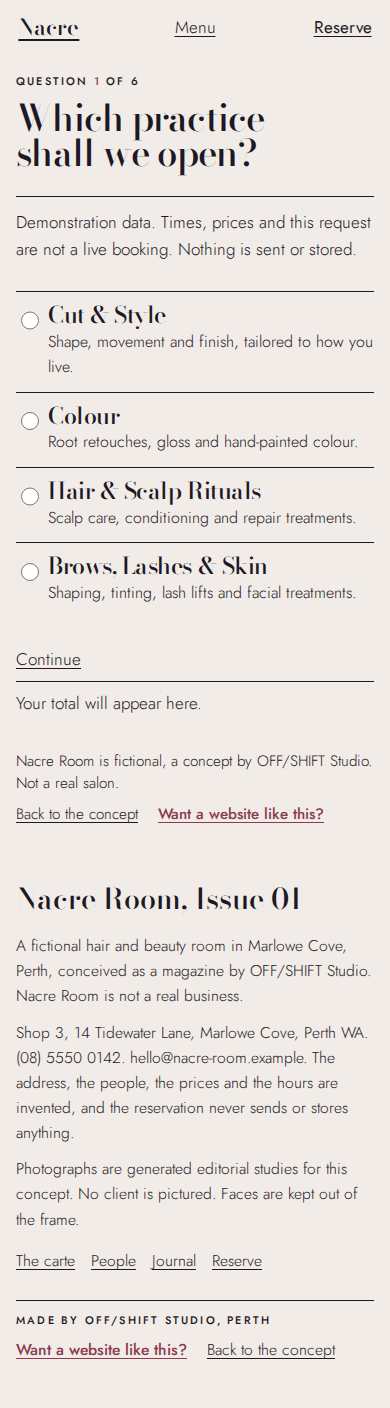 Nacre Menu Reserve
QUESTION 1 OF 6
Which practice
shall we open?
Demonstration data. Times, prices and this request
are not a live booking. Nothing is sent or stored.
Cut & Style
Shape, movement and finish, tailored to how you
live.
Colour
Root retouches, gloss and hand-painted colour.
Hair & Scalp Rituals
Scalp care, conditioning and repair treatments.
Brows, Lashes & Skin
Shaping, tinting, lash lifts and facial treatments.
Continue
Your total will appear here.
Nacre Room is fictional, a concept by OFF/SHIFT Studio.
Not a real salon.
Back to the concept Want a website like this?
Nacre Room, Issue 01
A fictional hair and beauty room in Marlowe Cove,
Perth, conceived as a magazine by OFF/SHIFT Studio.
Nacre Room is not a real business.
Shop 3, 14 Tidewater Lane, Marlowe Cove, Perth WA.
(08) 5550 0142. hello@nacre-room.example. The
address, the people, the prices and the hours are
invented, and the reservation never sends or stores
anything.
Photographs are generated editorial studies for this
concept. No client is pictured. Faces are kept out of
the frame.
The carte People Journal Reserve
MADE BY OFF/SHIFT STUDIO, PERTH
Want a website like this? Back to the concept